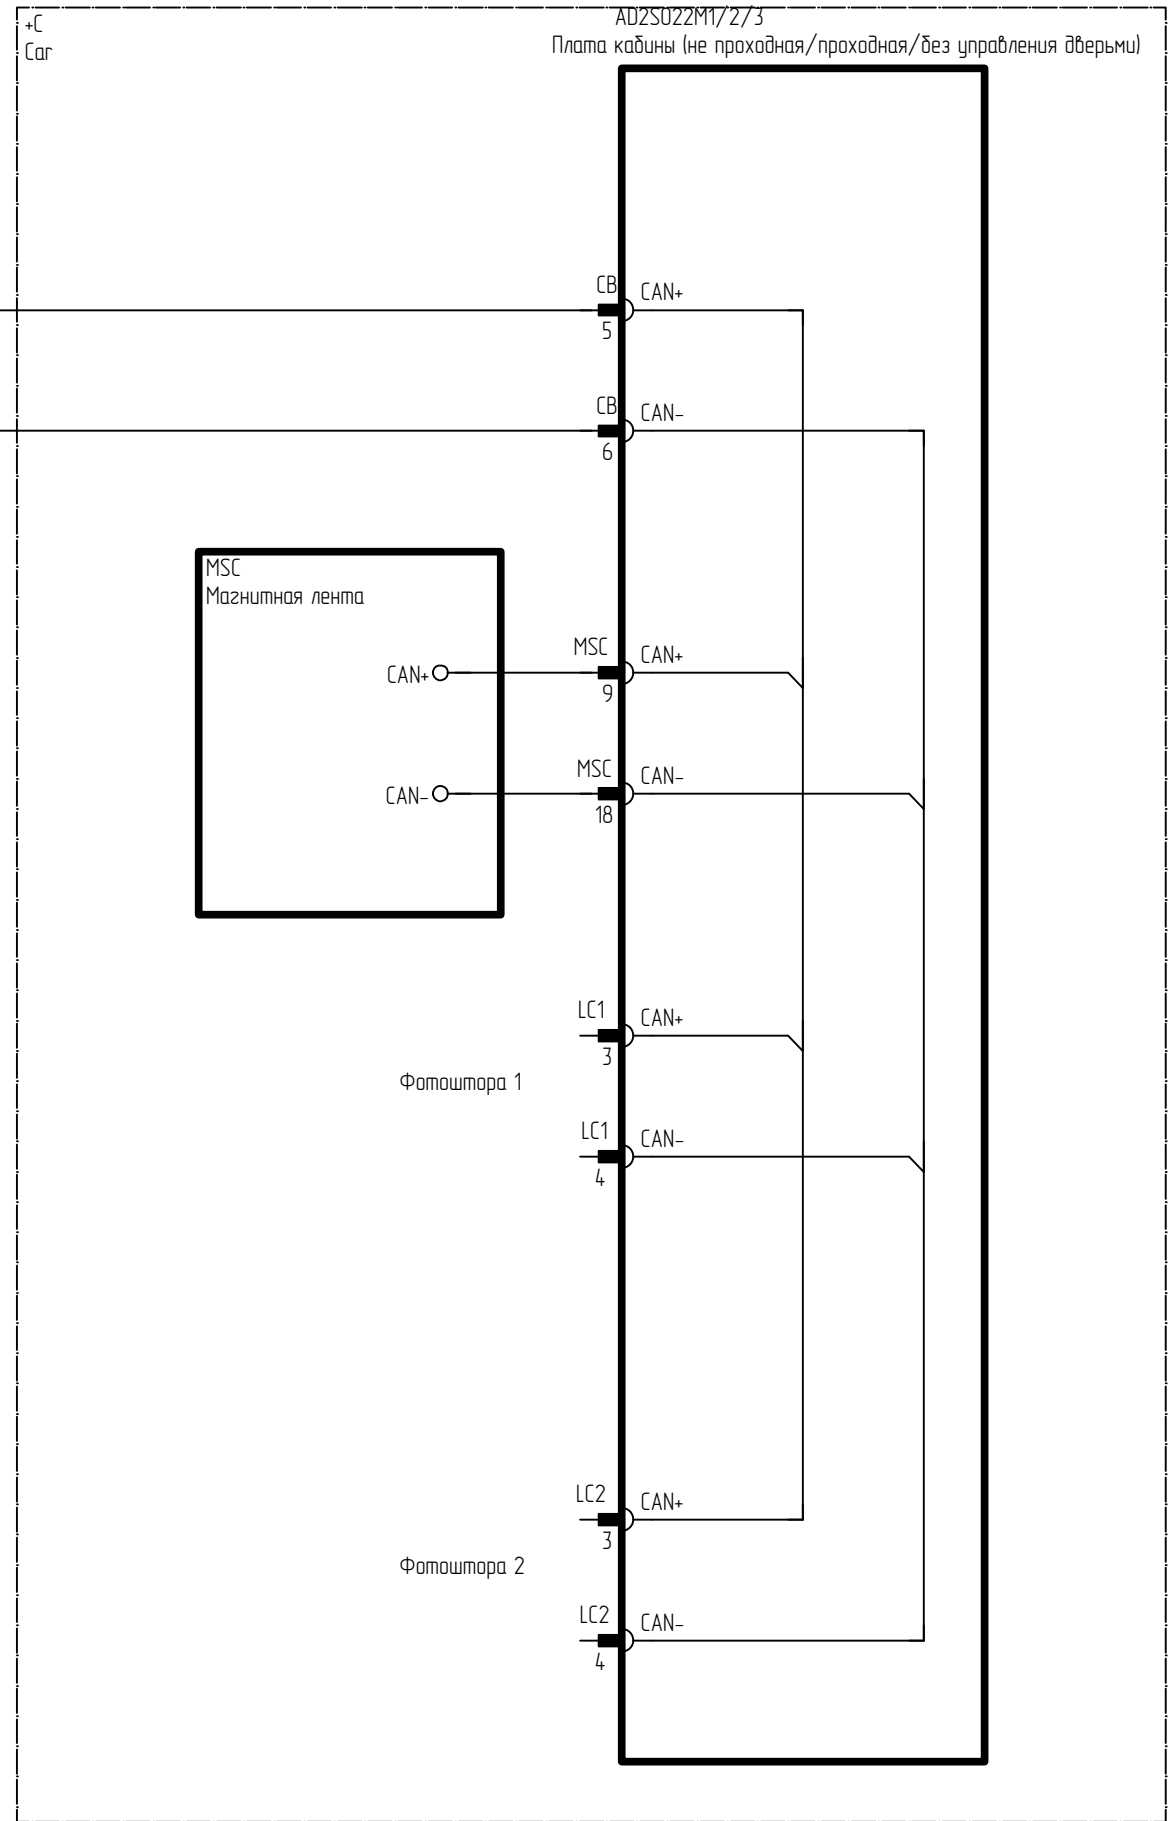 +C
Car
AD2S022M1/2/3
Плата кабины (не проходная/проходная/без управления дверьми)
CB
CAN+
5
CB
CAN-
6
MSC
Магнитная лента
MSC
CAN+
CAN+
9
MSC
CAN-
CAN-
18
LC1
CAN+
3
Фотоштора 1
LC1
CAN-
4
LC2
CAN+
3
Фотоштора 2
LC2
CAN-
4